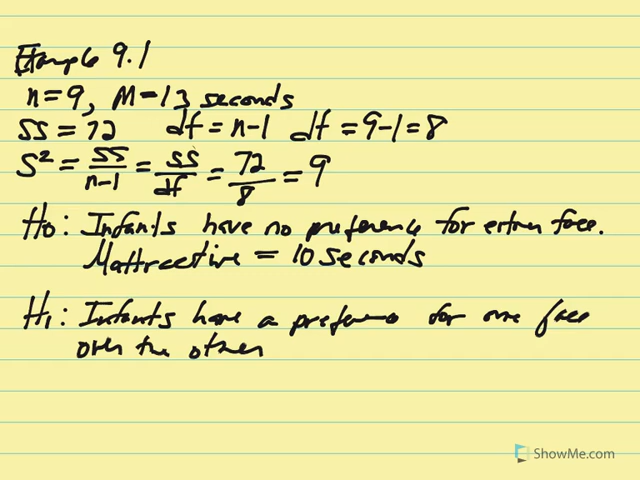 Example 9.1
n=9, M=13 seconds
SS=72 df=n-1 df=9-1=8
S² = SS/n-1 = SS/df = 72/8 = 9
H₀: Infants have no preference for either face.
Mattractive = 10 seconds
H₁: Infants have a preference for one face
over the other
ShowMe.com